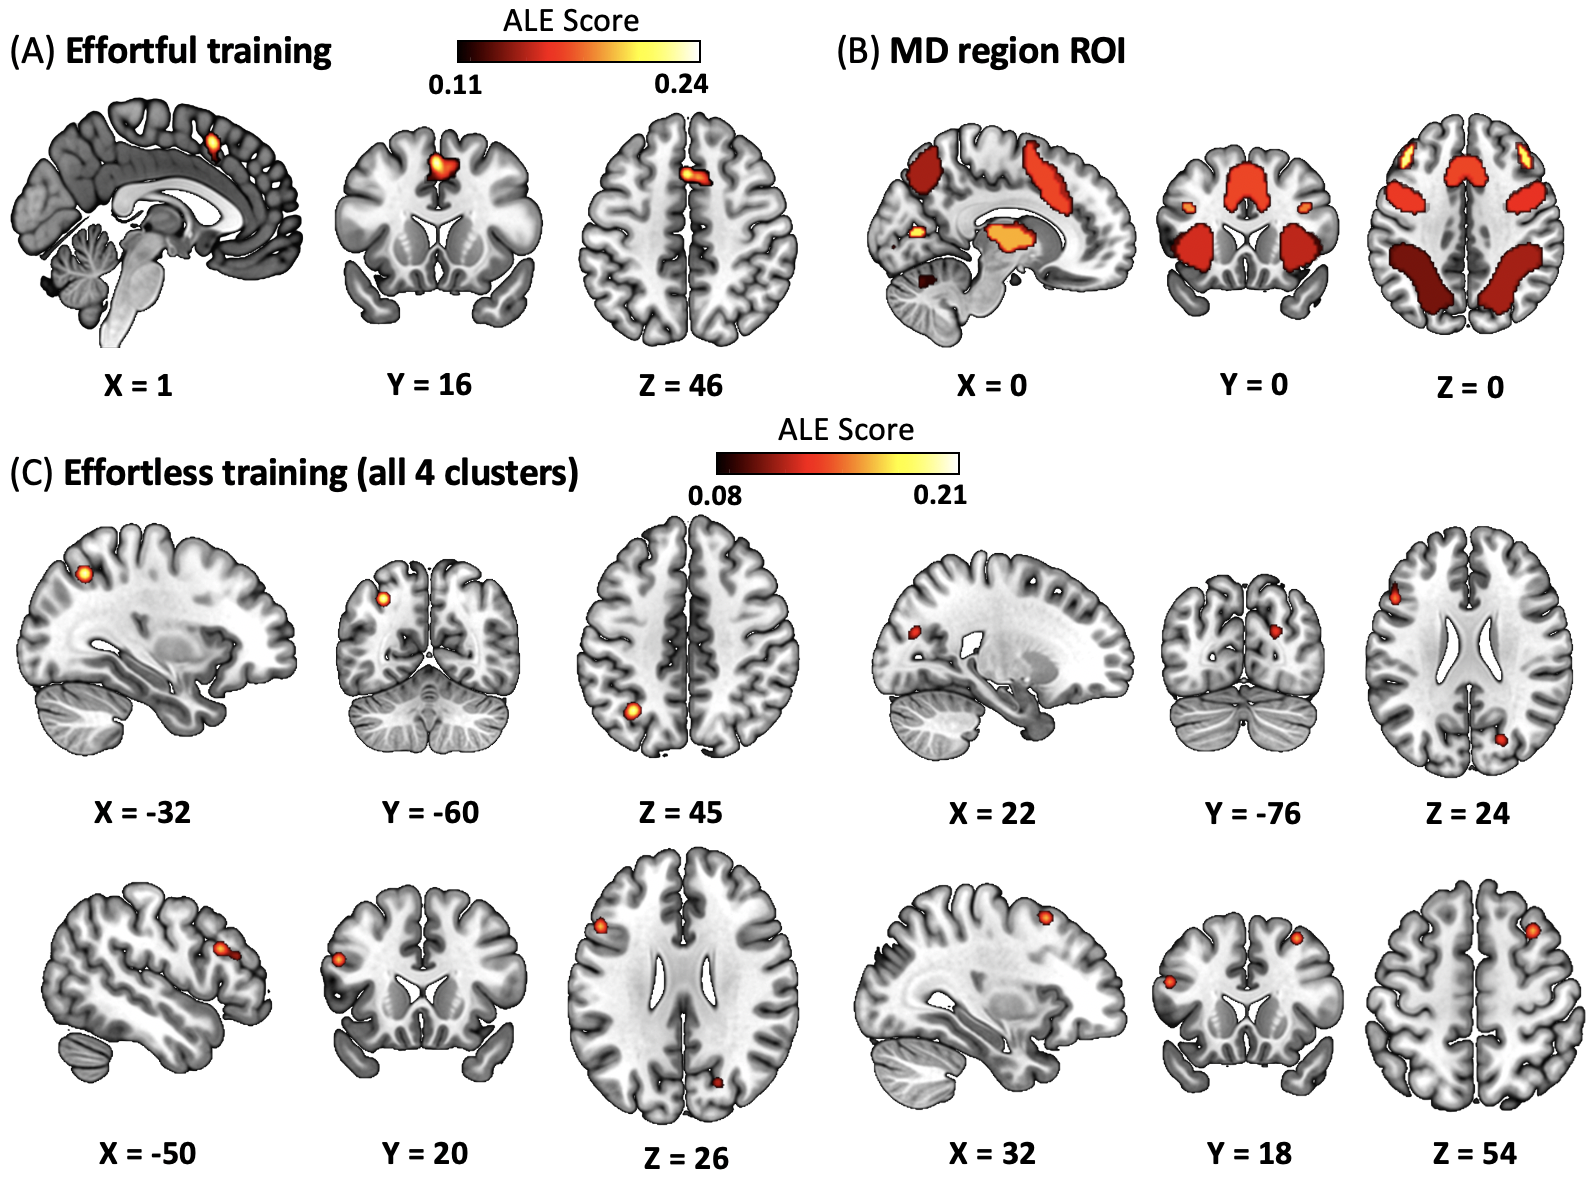 ALE Score
(A) Effortful training
0.11 0.24
(B) MD region ROI
X = 1 Y = 16 Z = 46
X = 0 Y = 0 Z = 0
ALE Score
(C) Effortless training (all 4 clusters)
0.08 0.21
X = -32 Y = -60 Z = 45
X = 22 Y = -76 Z = 24
X = -50 Y = 20 Z = 26
X = 32 Y = 18 Z = 54